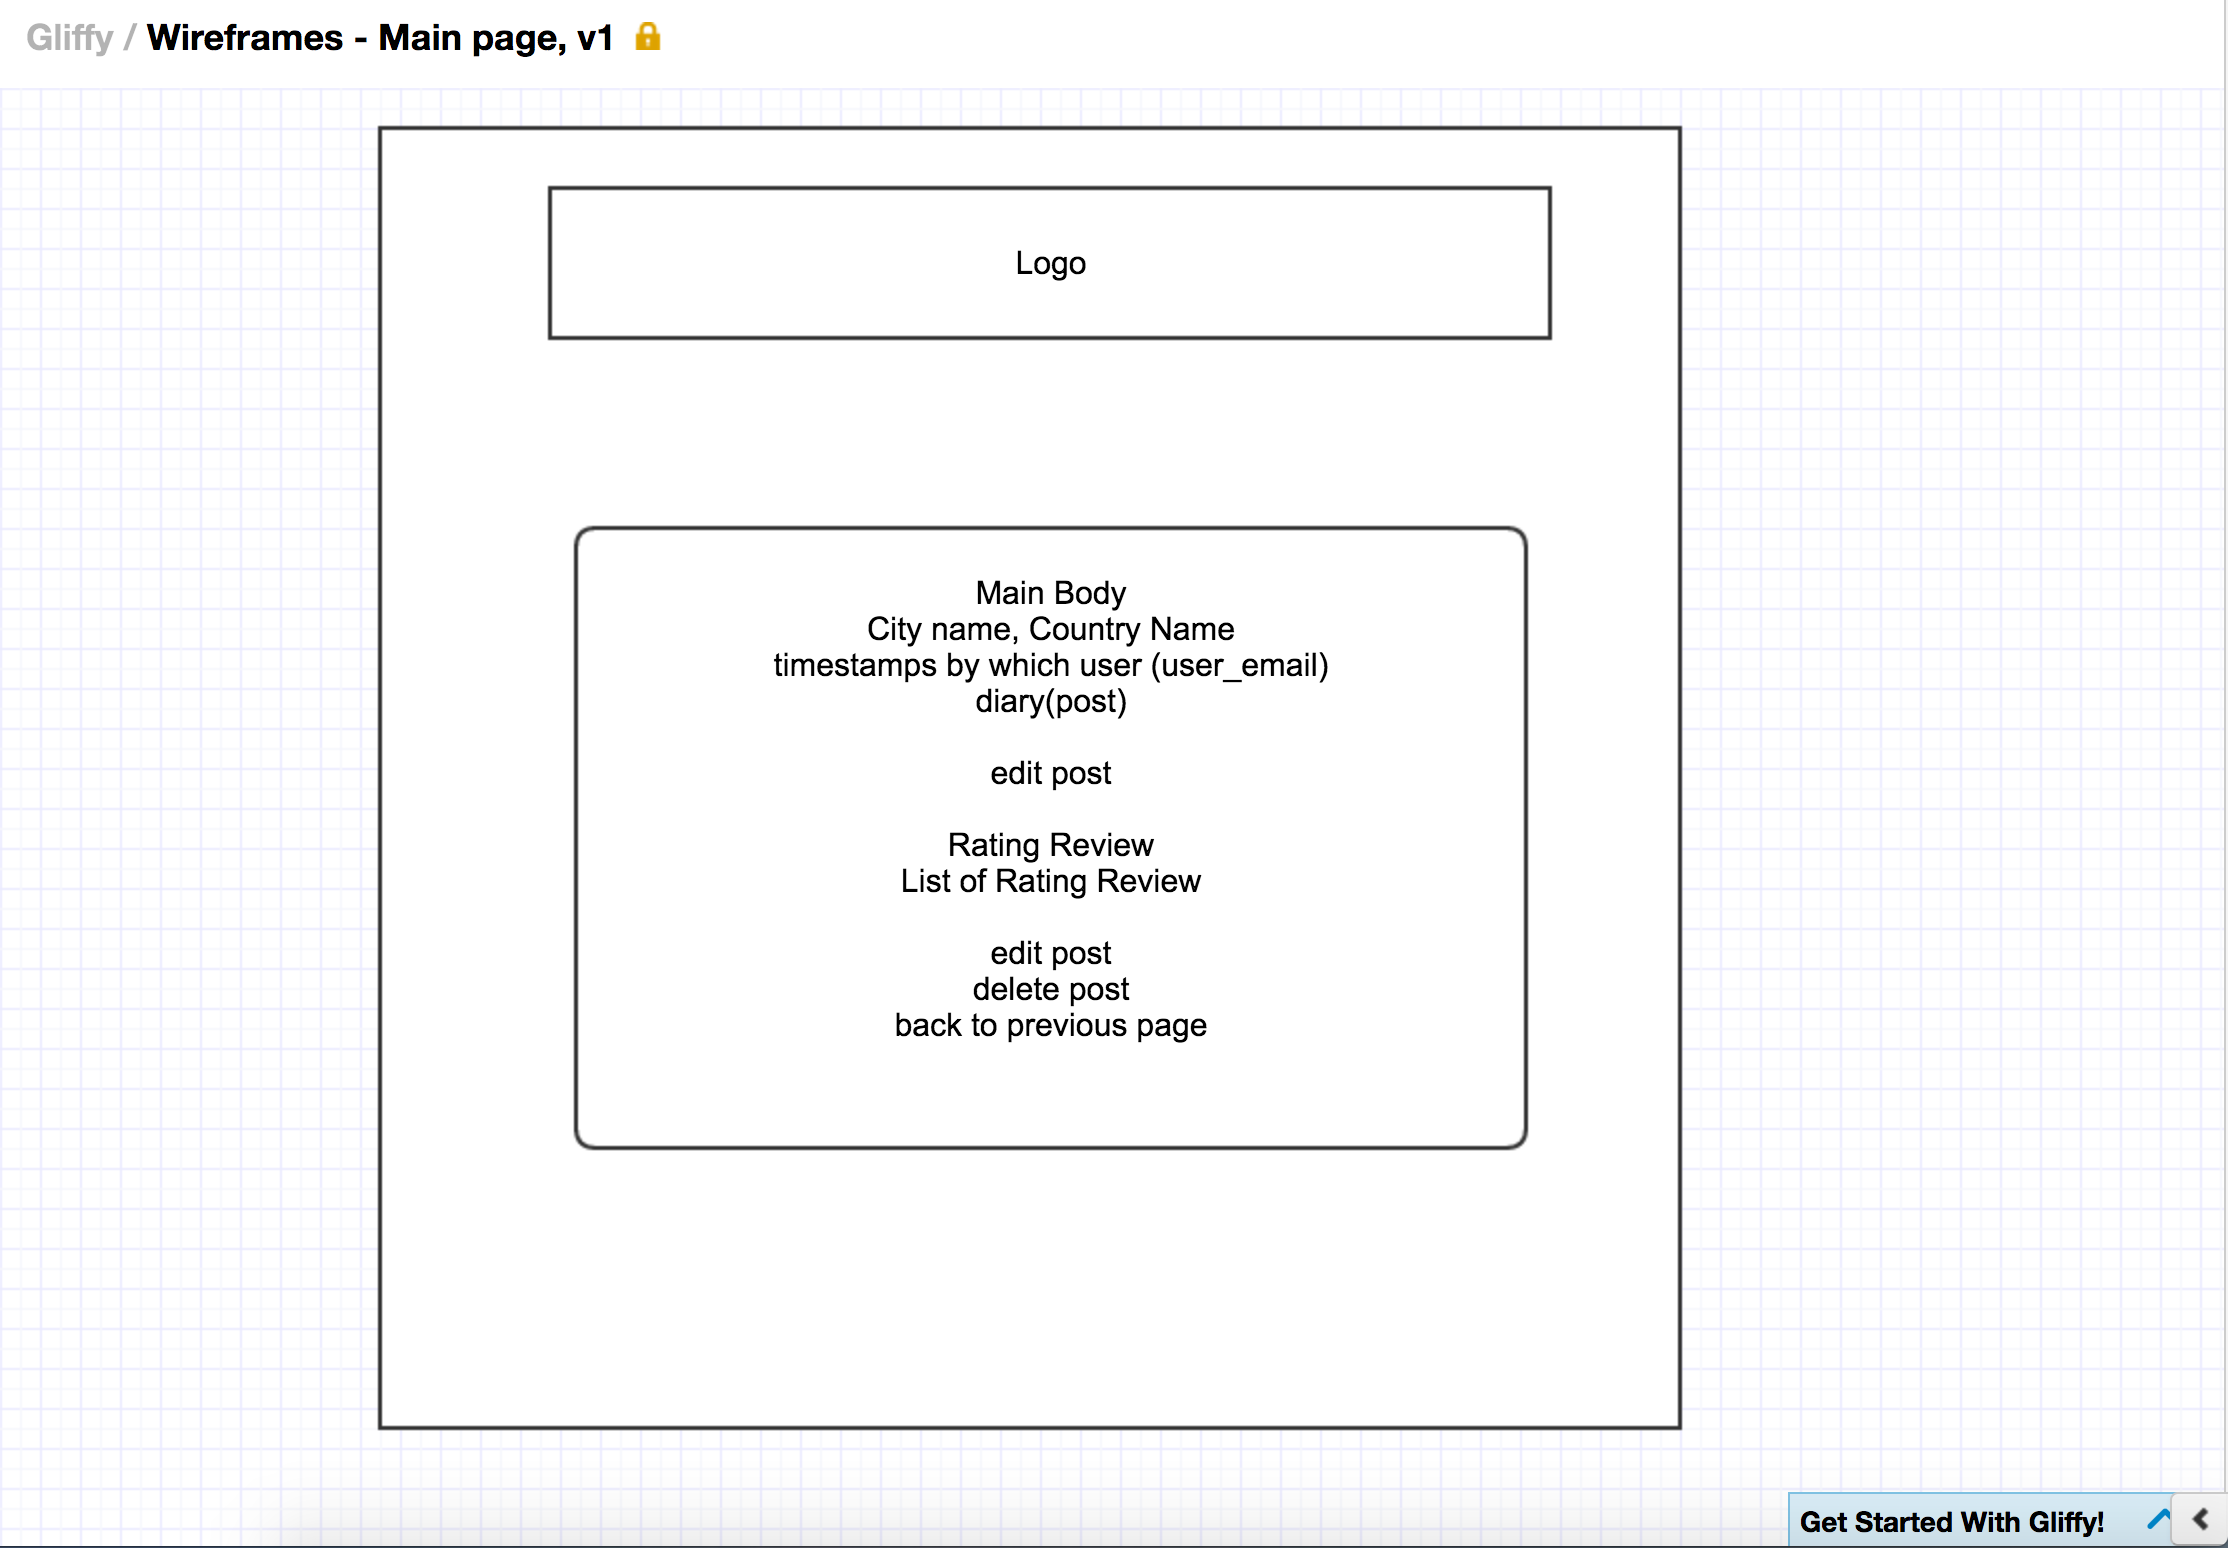 Gliffy / Wireframes - Main page, v1
Logo
Main Body
City name, Country Name
timestamps by which user (user_email)
diary(post)
edit post
Rating Review
List of Rating Review
edit post
delete post
back to previous page
Get Started With Gliffy!